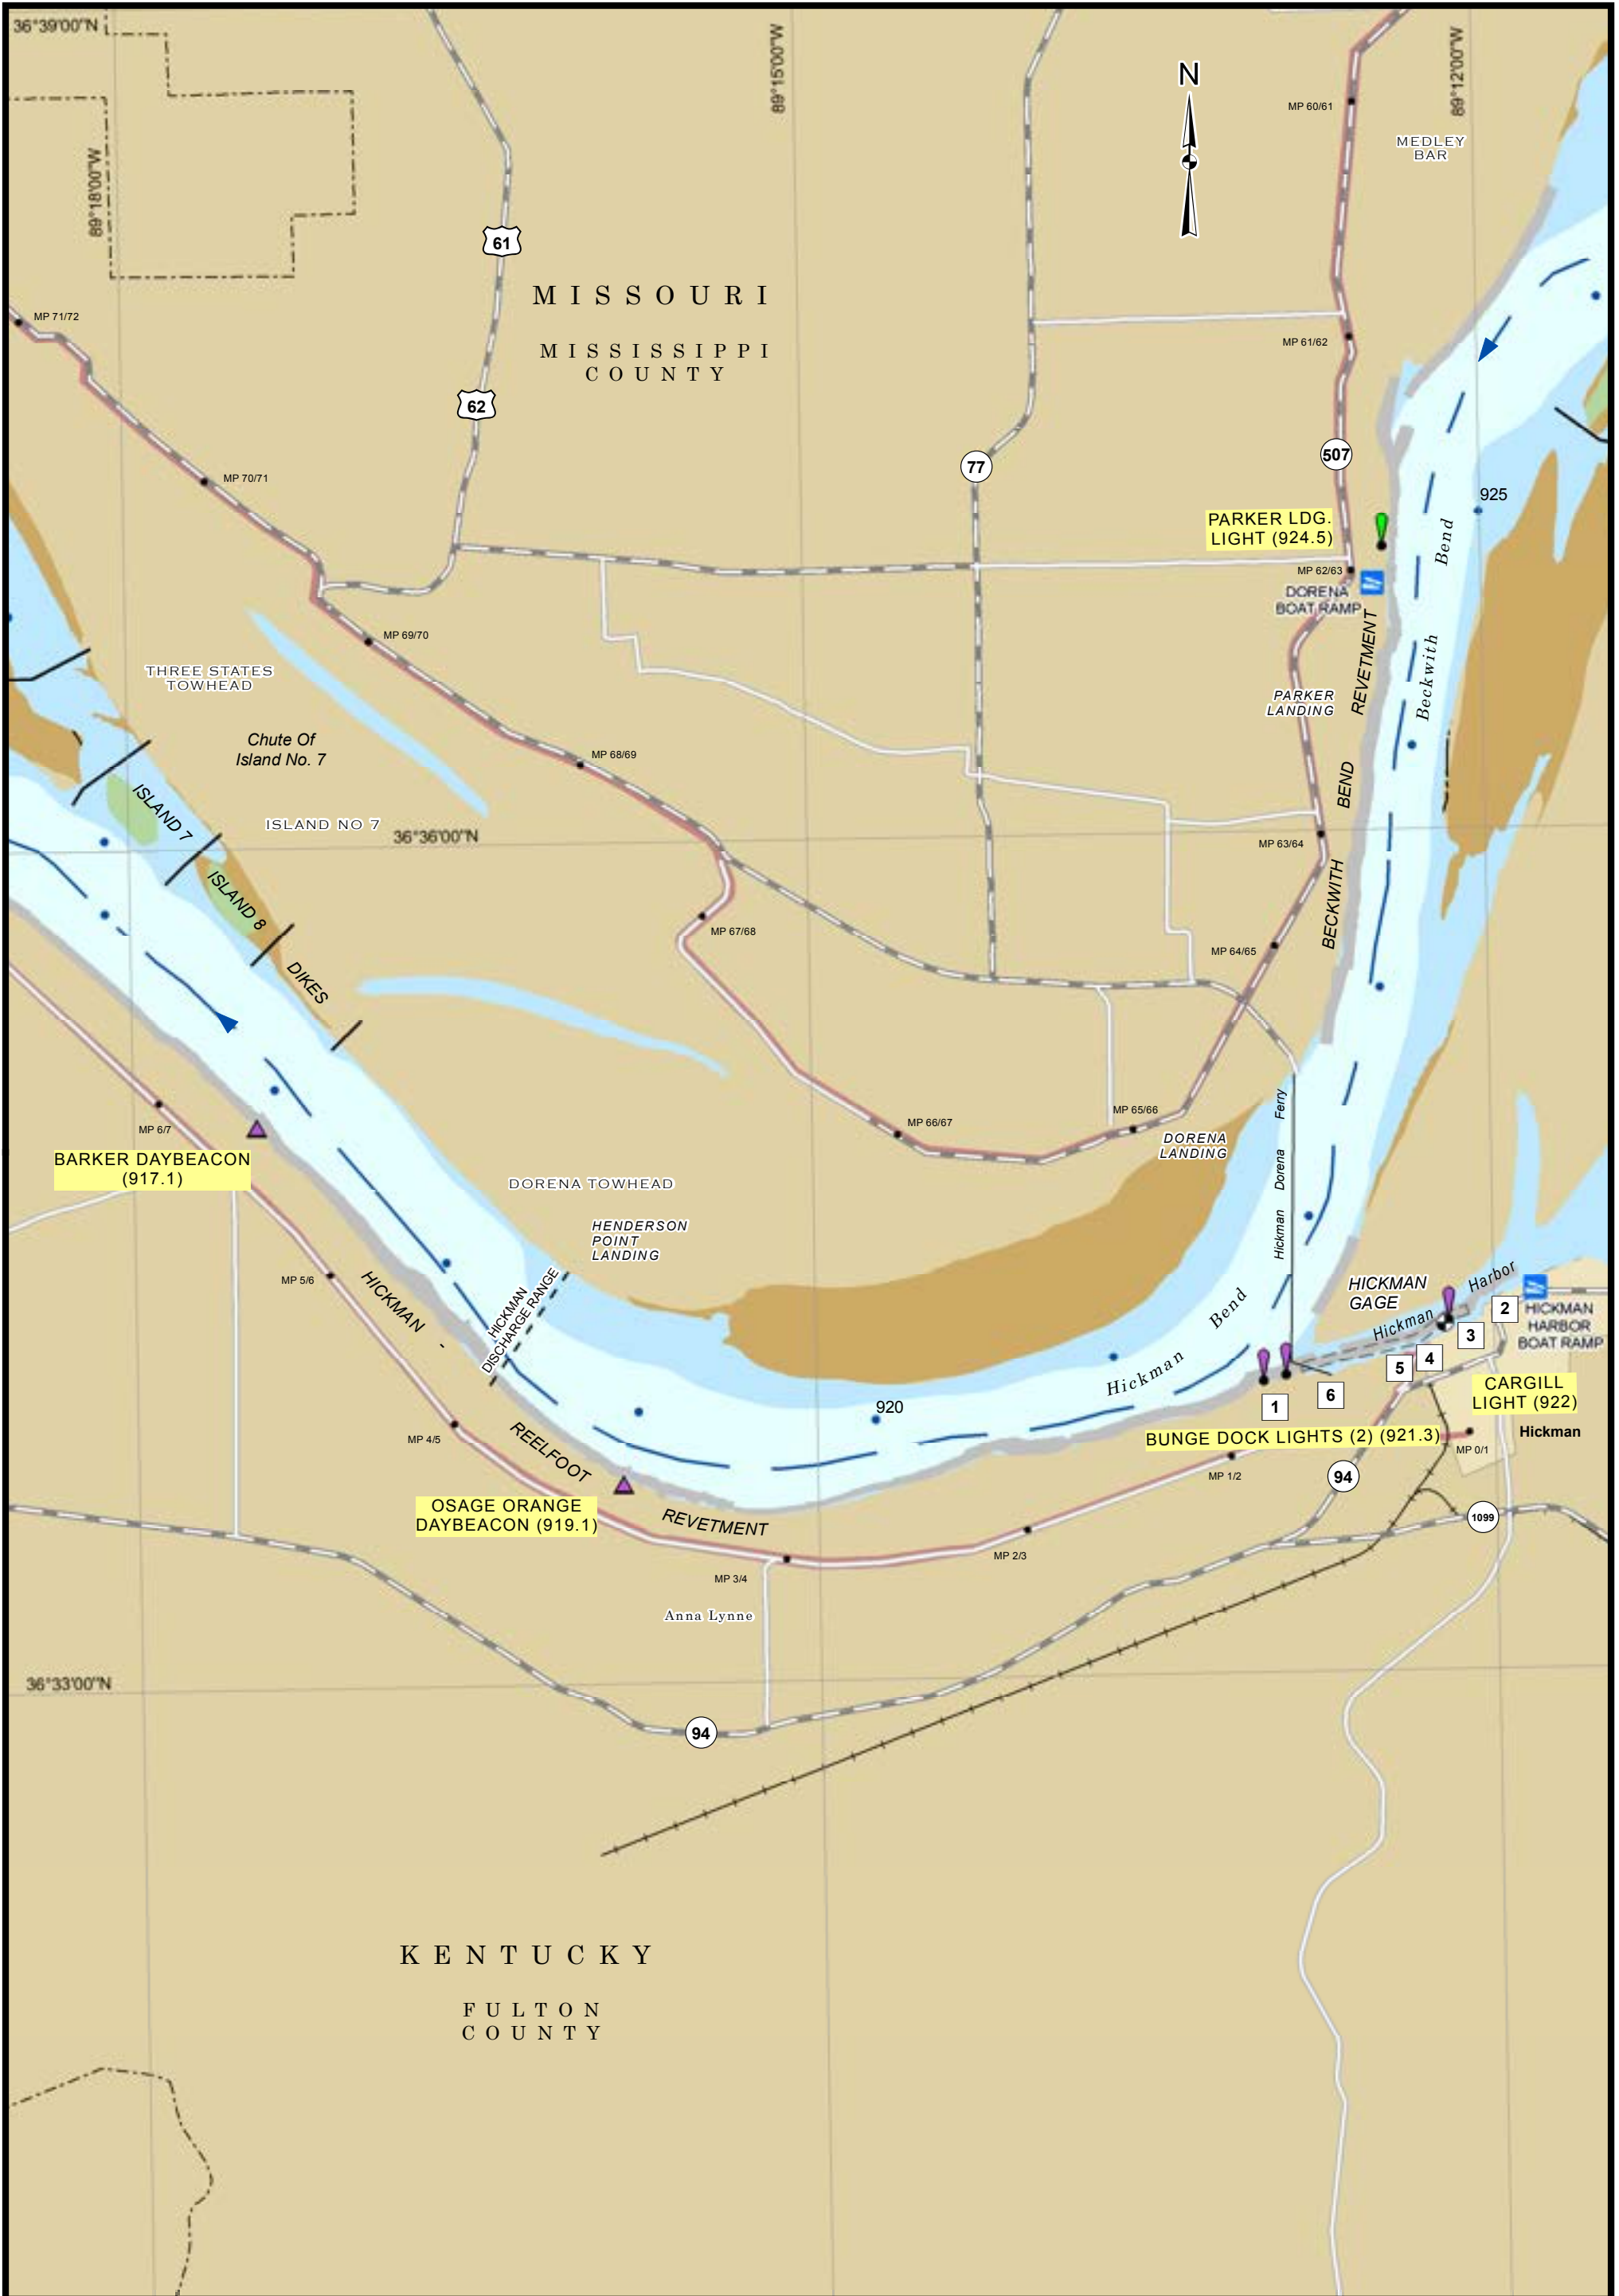 36°39'00"N
89°18'00"W
89°15'00"W
89°12'00"W
N
MP 60/61
MEDLEY
BAR
61
MISSOURI
MISSISSIPPI
COUNTY
MP 71/72
MP 61/62
62
77
507
MP 70/71
925
PARKER LDG.
LIGHT (924.5)
Beckwith Bend
MP 62/63
DORENA
BOAT RAMP
MP 69/70
THREE STATES
TOWHEAD
PARKER
LANDING
BECKWITH BEND REVETMENT
Chute Of
Island No. 7
MP 68/69
ISLAND 7
ISLAND NO 7
36°36'00"N
MP 63/64
ISLAND 8
DIKES
MP 67/68
MP 64/65
MP 6/7
MP 66/67
MP 65/66
DORENA
LANDING
Hickman Dorena Ferry
BARKER DAYBEACON
(917.1)
DORENA TOWHEAD
HENDERSON
POINT
LANDING
MP 5/6
HICKMAN - REELFOOT REVETMENT
HICKMAN
DISCHARGE RANGE
HICKMAN
GAGE
Hickman Harbor
2
HICKMAN
HARBOR
BOAT RAMP
3
4
5
6
1
Hickman Bend
920
CARGILL
LIGHT (922)
Hickman
BUNGE DOCK LIGHTS (2) (921.3)
MP 0/1
MP 4/5
MP 1/2
94
OSAGE ORANGE
DAYBEACON (919.1)
1099
MP 2/3
MP 3/4
Anna Lynne
36°33'00"N
94
KENTUCKY
FULTON
COUNTY